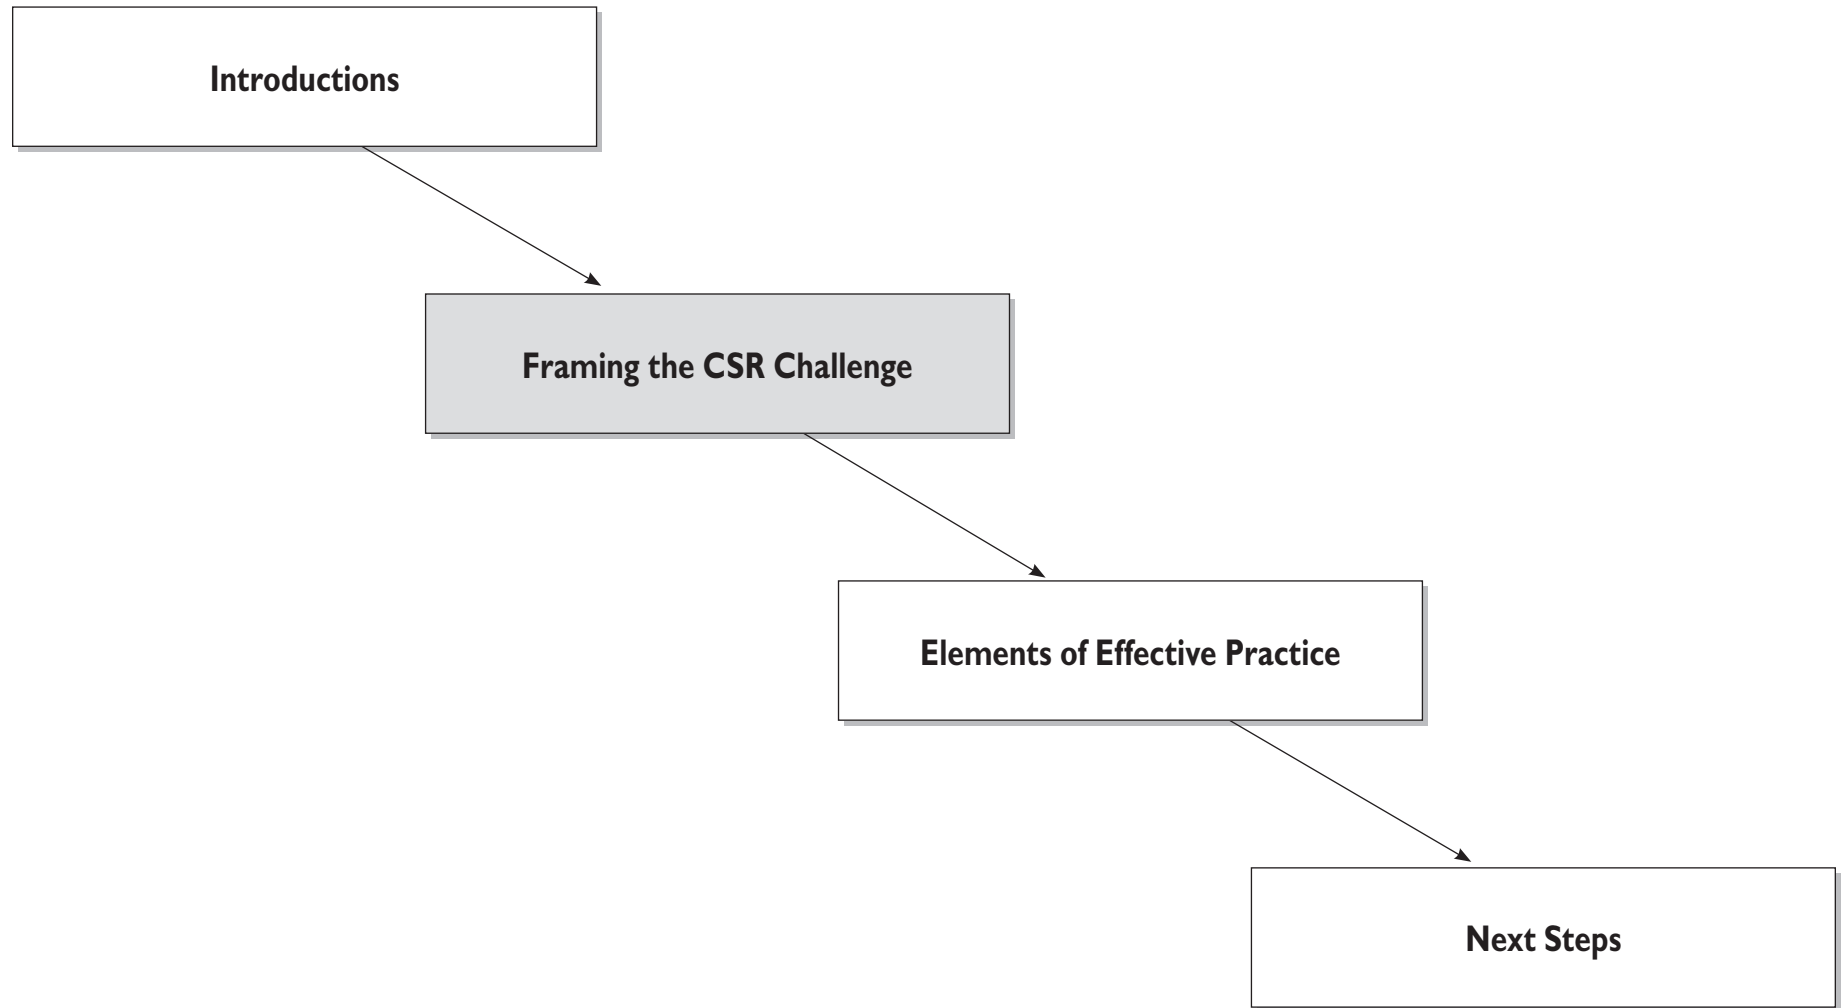 Introductions
Framing the CSR Challenge
Elements of Effective Practice
Next Steps